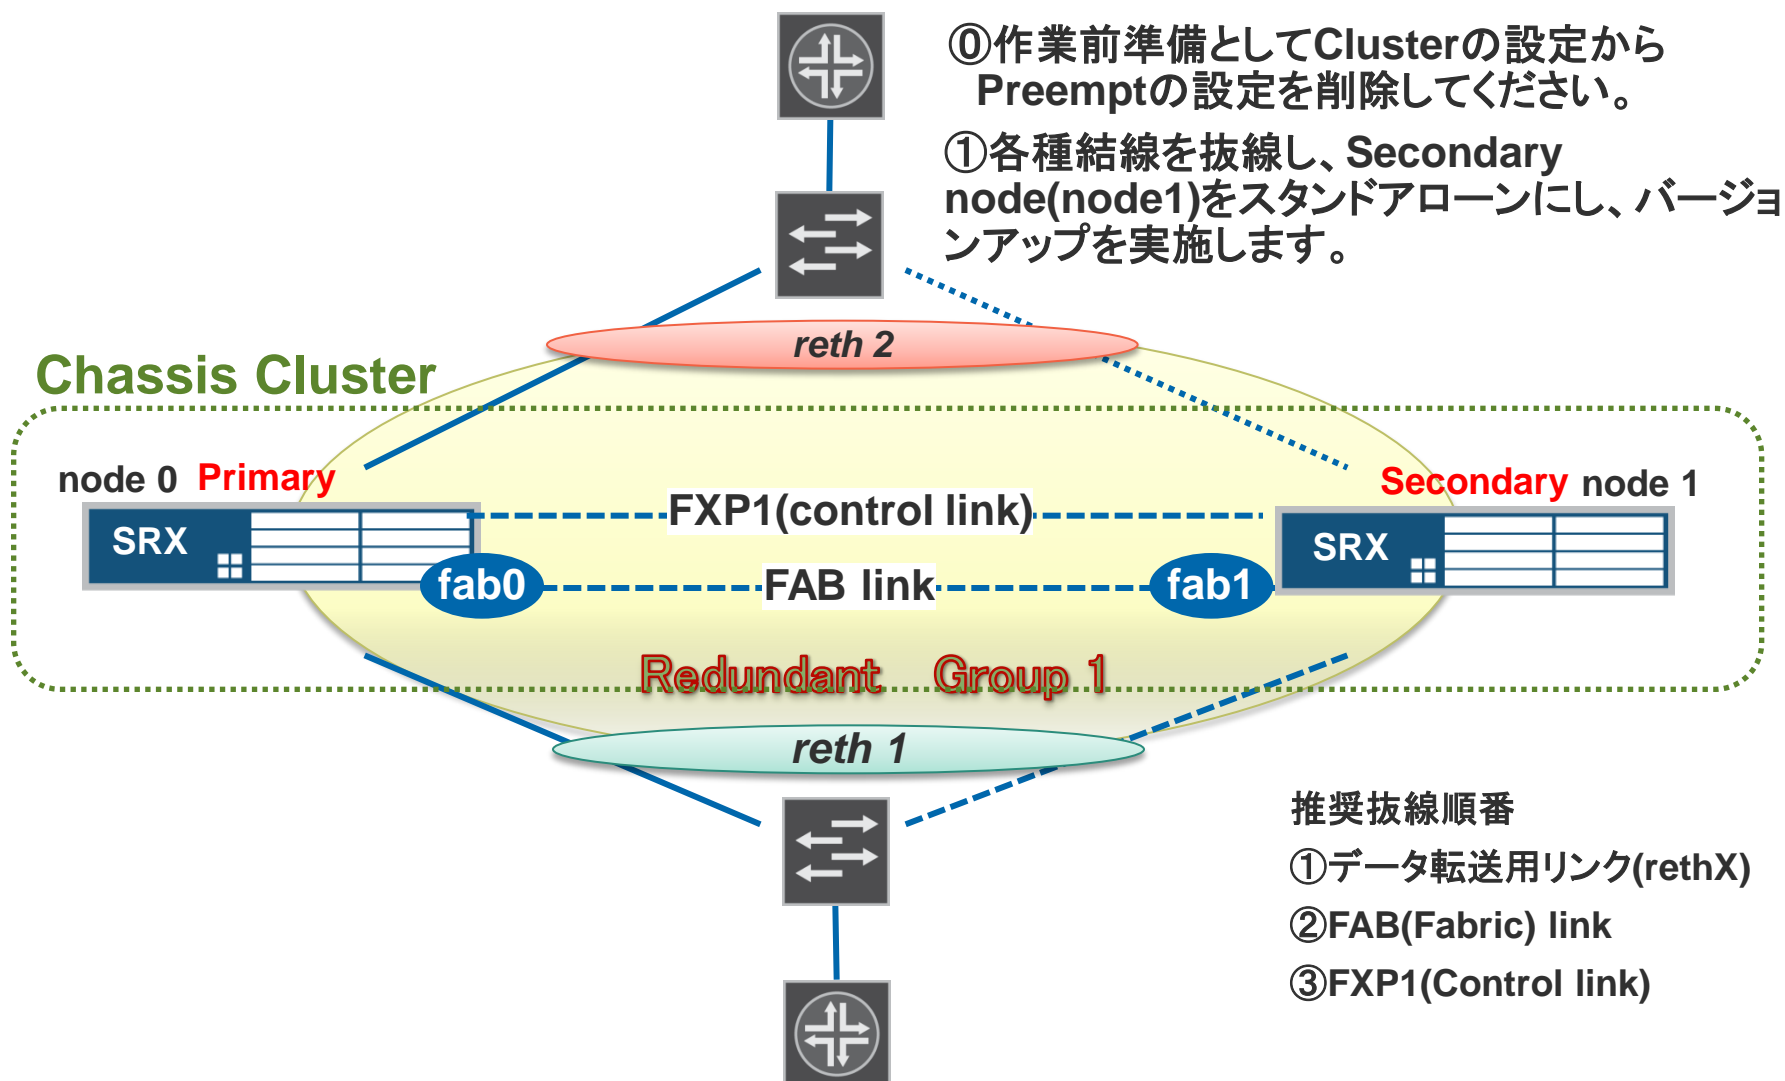 ⓪作業前準備としてClusterの設定から
Preemptの設定を削除してください。
①各種結線を抜線し、Secondary
node(node1)をスタンドアローンにし、バージョ
ンアップを実施します。
reth 2
Chassis Cluster
node 0 Primary
Secondary node 1
FXP1(control link)
SRX
SRX
fab0
FAB link
fab1
Redundant Group 1
reth 1
推奨抜線順番
①データ転送用リンク(rethX)
②FAB(Fabric) link
③FXP1(Control link)